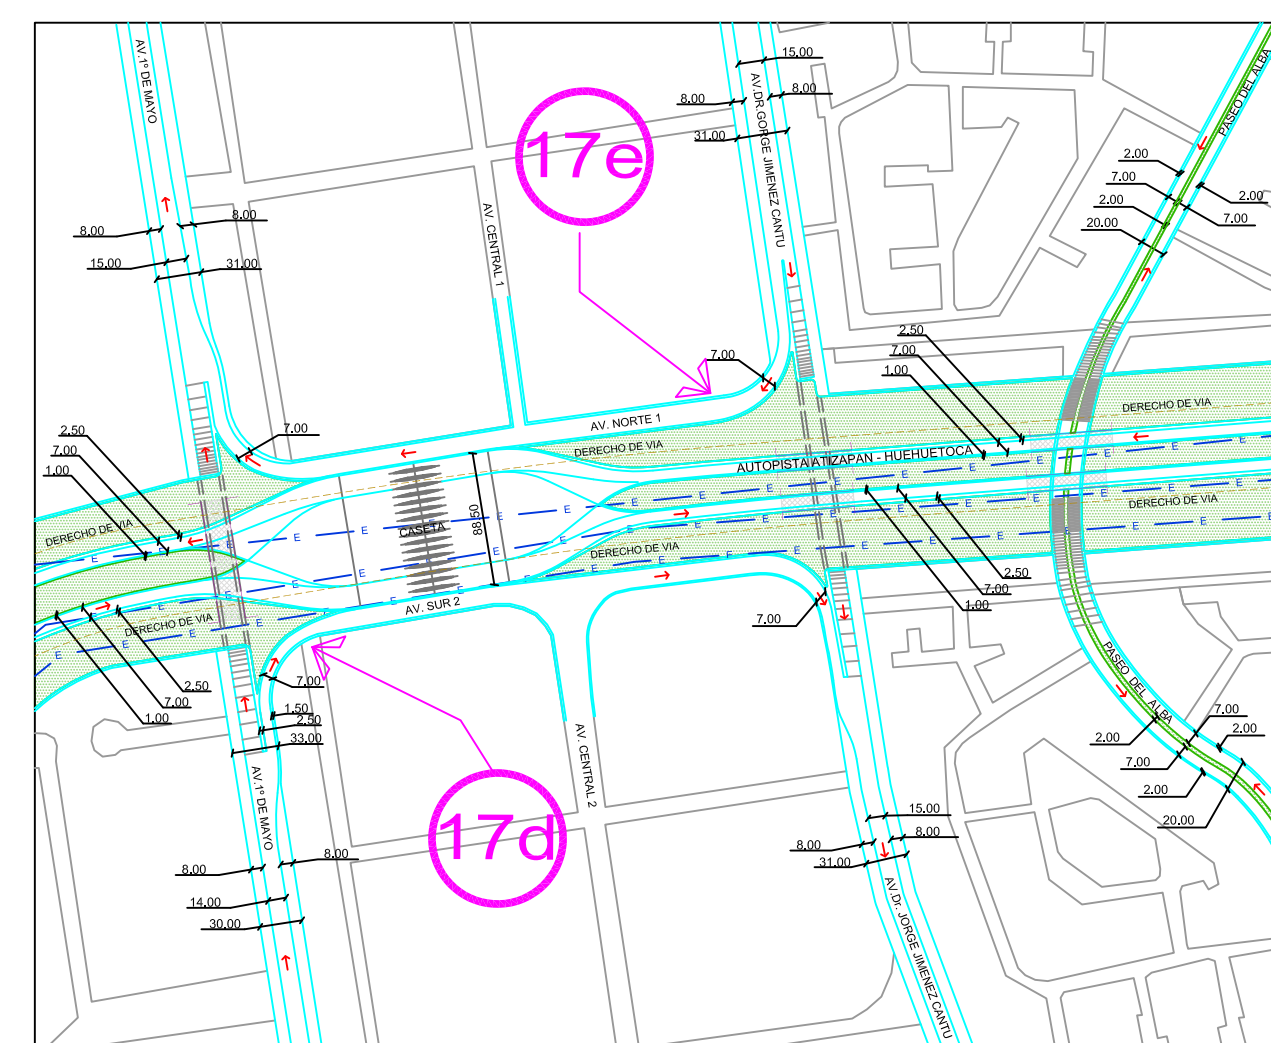 AV.1º DE MAYO
15.00
AV.DR.GORGE JIMENEZ CANTU
8.00
8.00
31.00
PASEO DEL ALBA
17e
2.00
7.00
2.00
20.00
2.00
7.00
8.00
8.00
15.00
31.00
AV. CENTRAL 1
2.50
7.00
1.00
7.00
2.50
7.00
1.00
7.00
AV. NORTE 1
DERECHO DE VIA
DERECHO DE VIA
AUTOPISTA ATIZAPAN - HUEHUETOCA
DERECHO DE VIA
DERECHO DE VIA
CASETA
88.50
DERECHO DE VIA
E E E E E E E E
E E E E E E E
E E E E E E E E E
AV. SUR 2
DERECHO DE VIA
2.50
7.00
1.00
7.00
2.50
7.00
1.00
7.00
1.50
2.50
33.00
PASEO DEL ALBA
AV.1º DE MAYO
AV. CENTRAL 2
17d
7.00
2.00
2.00
7.00
2.00
20.00
15.00
8.00
8.00
31.00
8.00
8.00
14.00
30.00
AV.Dr. JORGE JIMENEZ CANTU